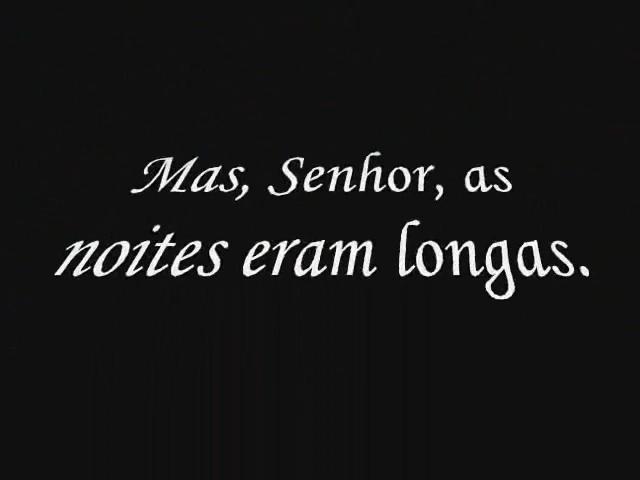 Mas, Senhor, as
noites eram longas.